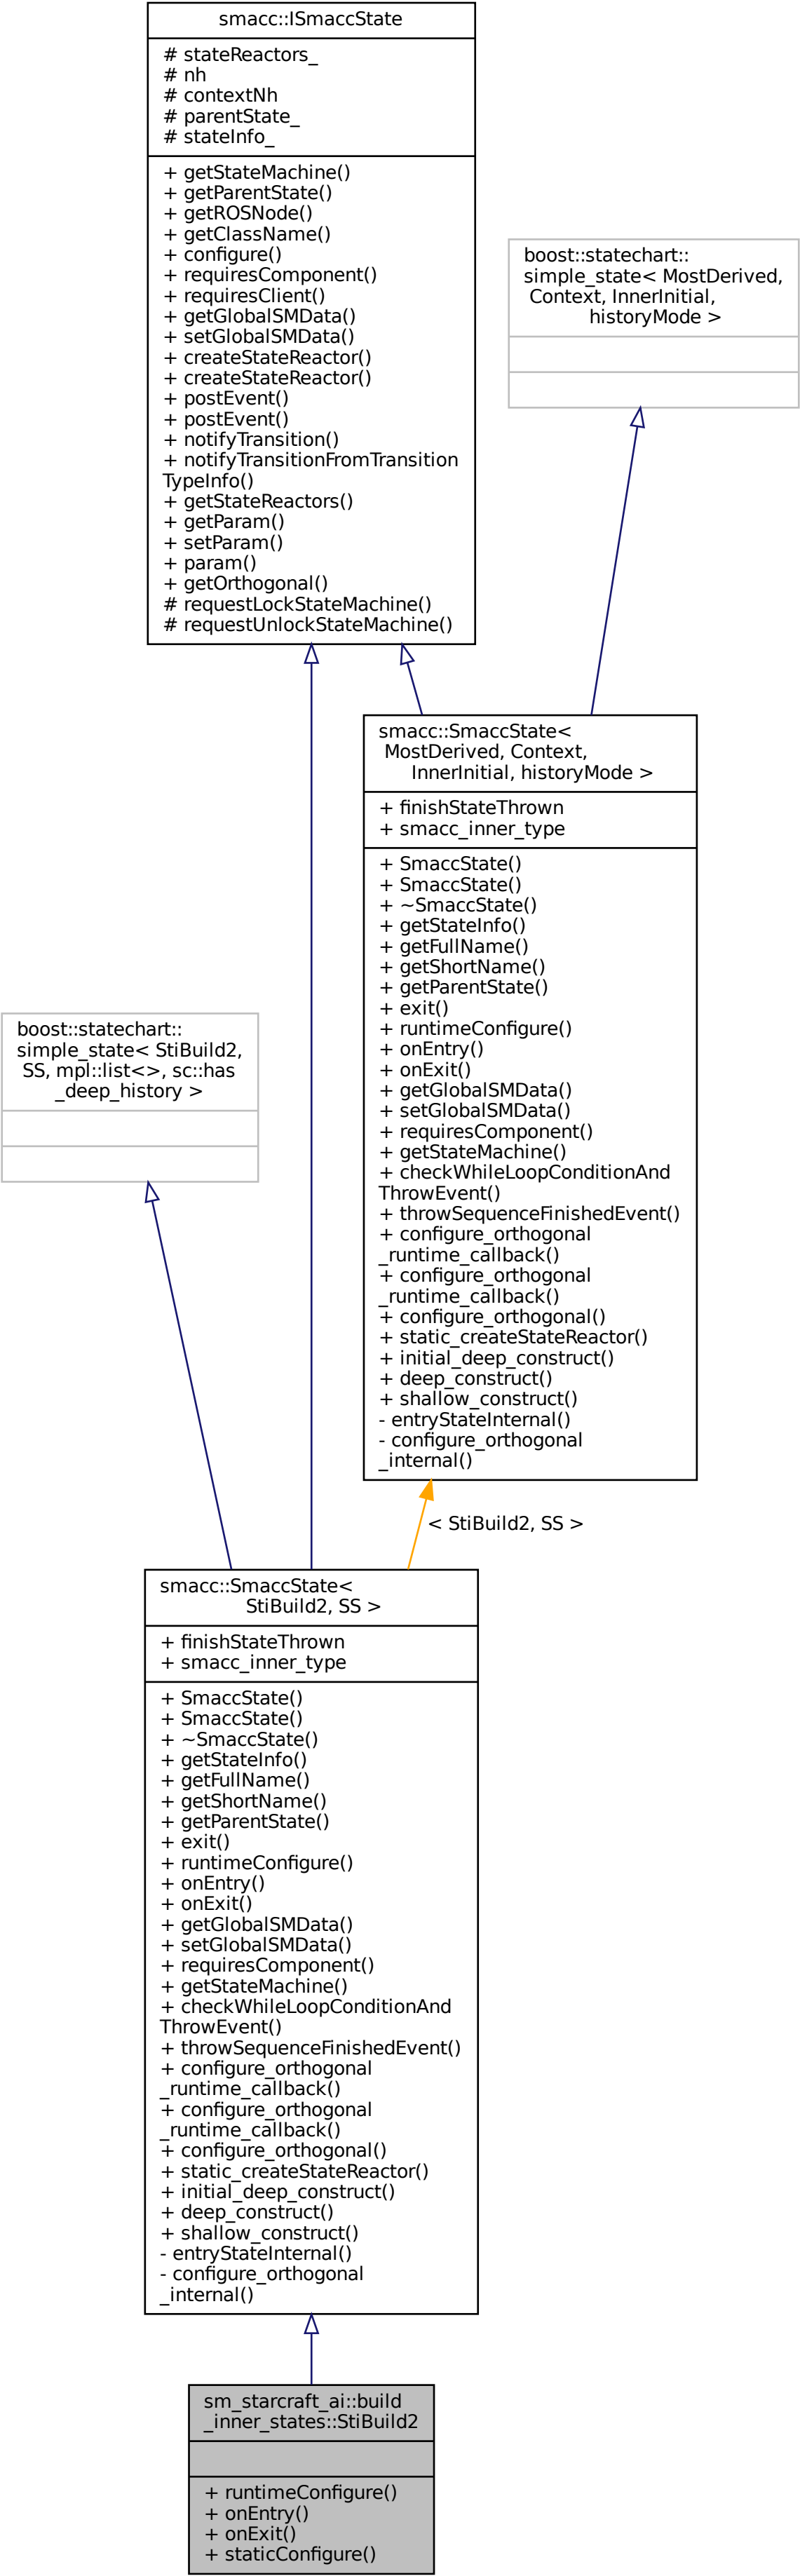 smacc::ISmaccState
# stateReactors_
# nh
# contextNh
# parentState_
# stateInfo_
+ getStateMachine()
+ getParentState()
+ getROSNode()
+ getClassName()
+ configure()
+ requiresComponent()
+ requiresClient()
+ getGlobalSMData()
+ setGlobalSMData()
+ createStateReactor()
+ createStateReactor()
+ postEvent()
+ postEvent()
+ notifyTransition()
+ notifyTransitionFromTransition
TypeInfo()
+ getStateReactors()
+ getParam()
+ setParam()
+ param()
+ getOrthogonal()
# requestLockStateMachine()
# requestUnlockStateMachine()
boost::statechart::
simple_state< MostDerived,
Context, InnerInitial,
historyMode >
smacc::SmaccState<
MostDerived, Context,
InnerInitial, historyMode >
+ finishStateThrown
+ smacc_inner_type
+ SmaccState()
+ SmaccState()
+ ~SmaccState()
+ getStateInfo()
+ getFullName()
+ getShortName()
+ getParentState()
+ exit()
+ runtimeConfigure()
+ onEntry()
+ onExit()
+ getGlobalSMData()
+ setGlobalSMData()
+ requiresComponent()
+ getStateMachine()
+ checkWhileLoopConditionAnd
ThrowEvent()
+ throwSequenceFinishedEvent()
+ configure_orthogonal
_runtime_callback()
+ configure_orthogonal
_runtime_callback()
+ configure_orthogonal()
+ static_createStateReactor()
+ initial_deep_construct()
+ deep_construct()
+ shallow_construct()
- entryStateInternal()
- configure_orthogonal
_internal()
boost::statechart::
simple_state< StiBuild2,
SS, mpl::list<>, sc::has
_deep_history >
< StiBuild2, SS >
smacc::SmaccState<
StiBuild2, SS >
+ finishStateThrown
+ smacc_inner_type
+ SmaccState()
+ SmaccState()
+ ~SmaccState()
+ getStateInfo()
+ getFullName()
+ getShortName()
+ getParentState()
+ exit()
+ runtimeConfigure()
+ onEntry()
+ onExit()
+ getGlobalSMData()
+ setGlobalSMData()
+ requiresComponent()
+ getStateMachine()
+ checkWhileLoopConditionAnd
ThrowEvent()
+ throwSequenceFinishedEvent()
+ configure_orthogonal
_runtime_callback()
+ configure_orthogonal
_runtime_callback()
+ configure_orthogonal()
+ static_createStateReactor()
+ initial_deep_construct()
+ deep_construct()
+ shallow_construct()
- entryStateInternal()
- configure_orthogonal
_internal()
sm_starcraft_ai::build
_inner_states::StiBuild2
+ runtimeConfigure()
+ onEntry()
+ onExit()
+ staticConfigure()